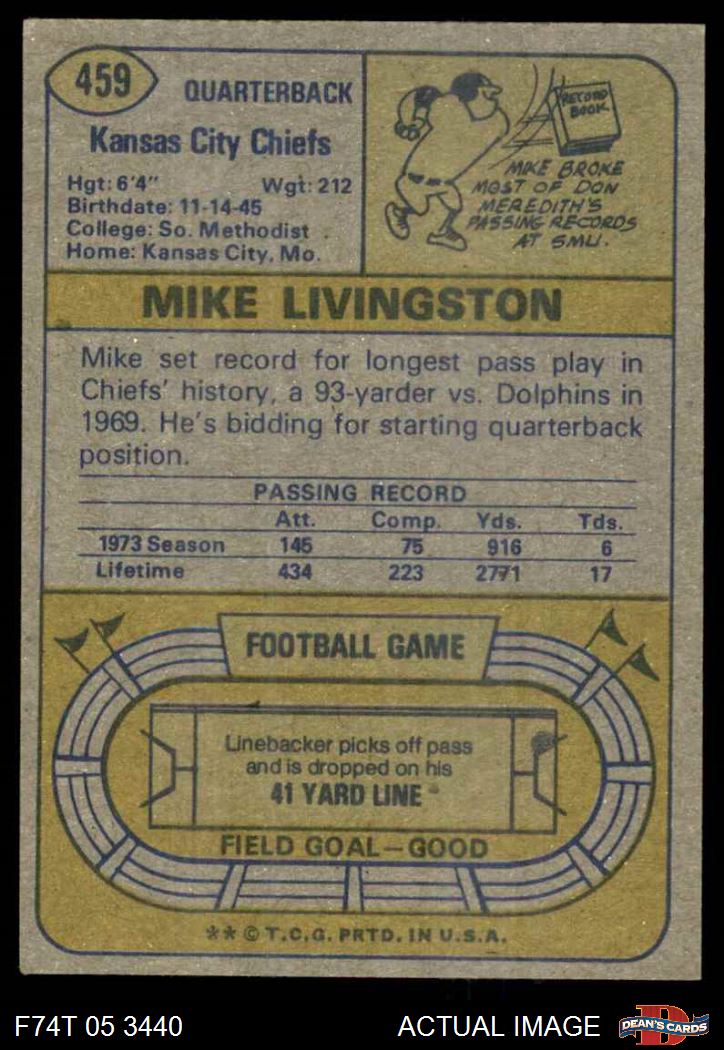 459
QUARTERBACK
Kansas City Chiefs
Hgt: 6'4" Wgt: 212
Birthdate: 11-14-45
College: So. Methodist
Home: Kansas City, Mo.
RECORD
BOOK
MIKE BROKE
MOST OF DON
MEREDITH'S
PASSING RECORDS
AT SMU.
MIKE LIVINGSTON
Mike set record for longest pass play in
Chiefs' history, a 93-yarder vs. Dolphins in
1969. He's bidding for starting quarterback
position.
PASSING RECORD
Att. Comp. Yds. Tds.
1973 Season 145 75 916 6
Lifetime 434 223 2771 17
FOOTBALL GAME
Linebacker picks off pass
and is dropped on his
41 YARD LINE
FIELD GOAL—GOOD
** © T.C.G. PRTD. IN U.S.A.
F74T 05 3440 ACTUAL IMAGE
D
DEAN'S CARDS